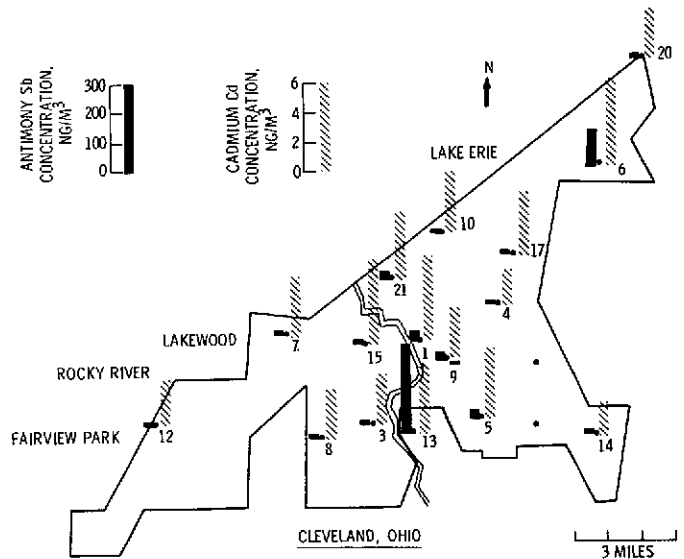 ANTIMONY Sb
CONCENTRATION,
NG/M³
300
200
100
0
CADMIUM Cd
CONCENTRATION,
NG/M³
6
4
2
0
N
LAKE ERIE
20
6
10
17
21
4
7
LAKEWOOD
15
1
9
ROCKY RIVER
12
FAIRVIEW PARK
8
3
13
5
14
CLEVELAND, OHIO
3 MILES